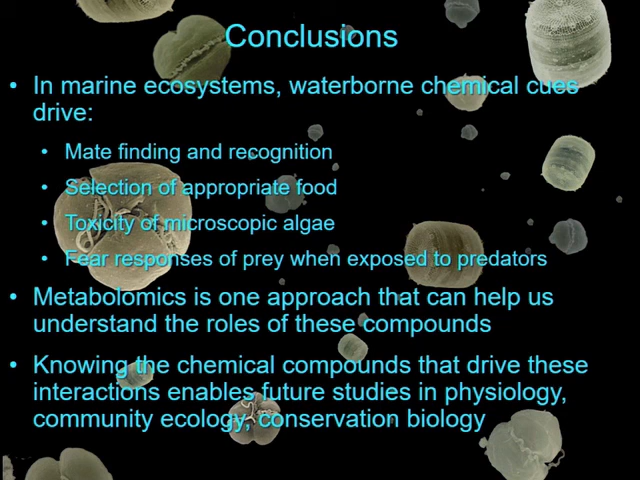 Conclusions
• In marine ecosystems, waterborne chemical cues
drive:
• Mate finding and recognition
• Selection of appropriate food
• Toxicity of microscopic algae
• Fear responses of prey when exposed to predators
• Metabolomics is one approach that can help us
understand the roles of these compounds
• Knowing the chemical compounds that drive these
interactions enables future studies in physiology,
community ecology, conservation biology